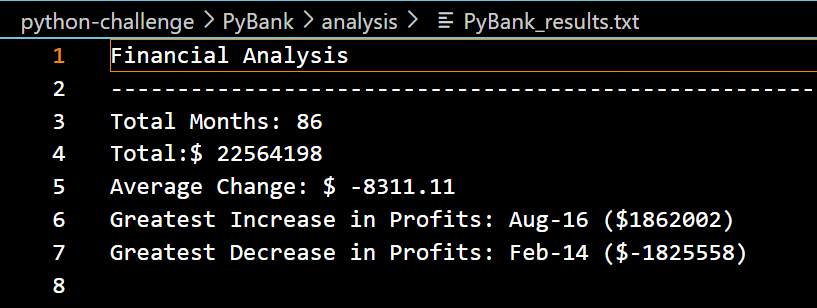 python-challenge > PyBank > analysis > PyBank_results.txt
1 Financial Analysis
2 -----------------------------------------------------
3 Total Months: 86
4 Total:$ 22564198
5 Average Change: $ -8311.11
6 Greatest Increase in Profits: Aug-16 ($1862002)
7 Greatest Decrease in Profits: Feb-14 ($-1825558)
8